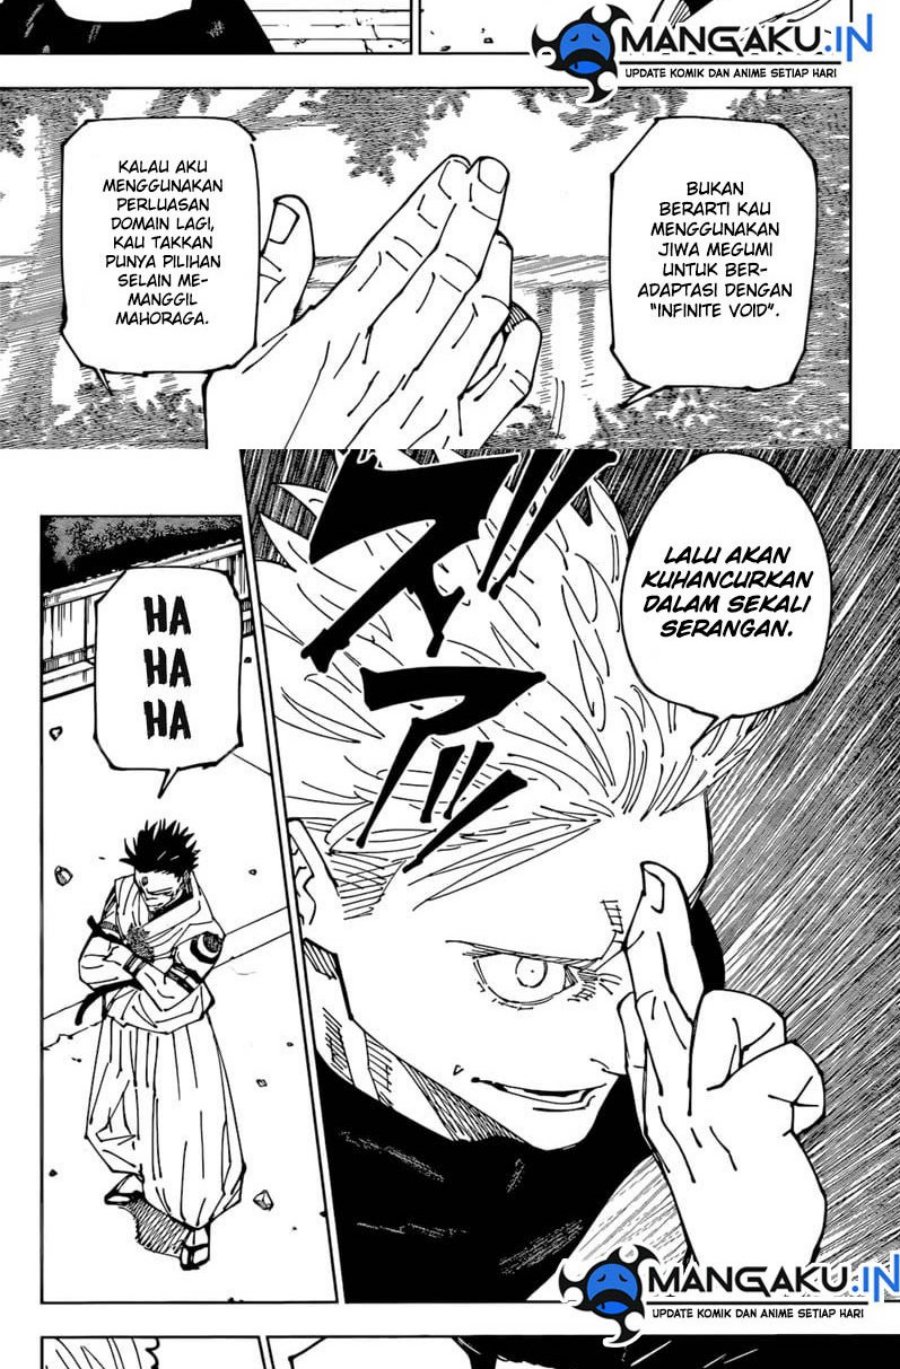 MANGAKU.IN
UPDATE KOMIK DAN ANIME SETIAP HARI
BUKAN
BERARTI KAU
MENGGUNAKAN
JIWA MEGUMI
UNTUK BER-
ADAPTASI DENGAN
"INFINITE VOID".
KALAU AKU
MENGGUNAKAN
PERLUASAN
DOMAIN LAGI,
KAU TAKKAN
PUNYA PILIHAN
SELAIN ME-
MANGGIL
MAHORAGA.
LALU AKAN
KUHANCURKAN
DALAM SEKALI
SERANGAN.
HA
HA
HA
MANGAKU.IN
UPDATE KOMIK DAN ANIME SETIAP HARI